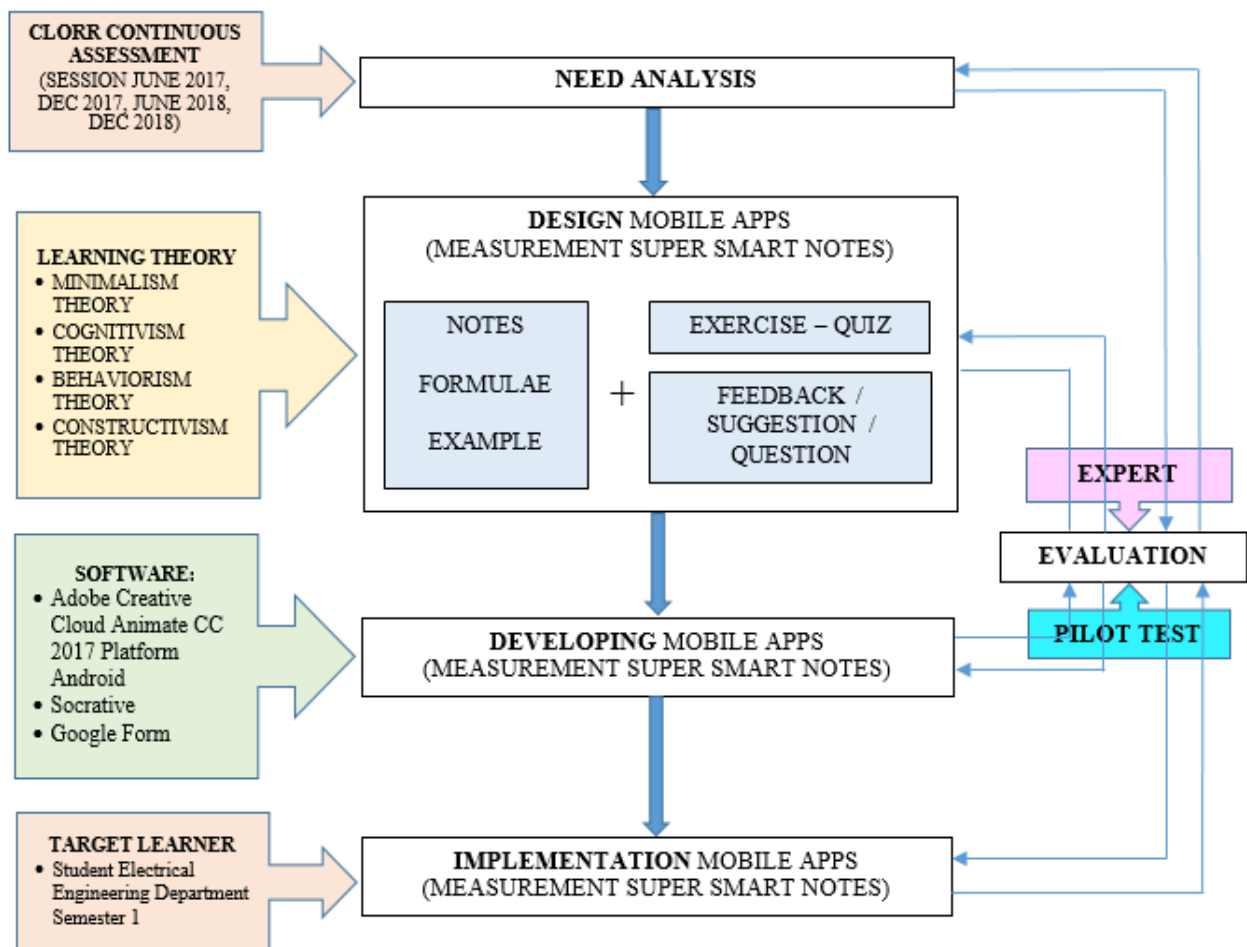 CLORR CONTINUOUS
ASSESSMENT
(SESSION JUNE 2017,
DEC 2017, JUNE 2018,
DEC 2018)
NEED ANALYSIS
LEARNING THEORY
• MINIMALISM
THEORY
• COGNITIVISM
THEORY
• BEHAVIORISM
THEORY
• CONSTRUCTIVISM
THEORY
DESIGN MOBILE APPS
(MEASUREMENT SUPER SMART NOTES)
NOTES
FORMULAE
EXAMPLE
+
EXERCISE – QUIZ
FEEDBACK /
SUGGESTION /
QUESTION
EXPERT
EVALUATION
PILOT TEST
SOFTWARE:
• Adobe Creative
Cloud Animate CC
2017 Platform
Android
• Socrative
• Google Form
DEVELOPING MOBILE APPS
(MEASUREMENT SUPER SMART NOTES)
TARGET LEARNER
• Student Electrical
Engineering Department
Semester 1
IMPLEMENTATION MOBILE APPS
(MEASUREMENT SUPER SMART NOTES)